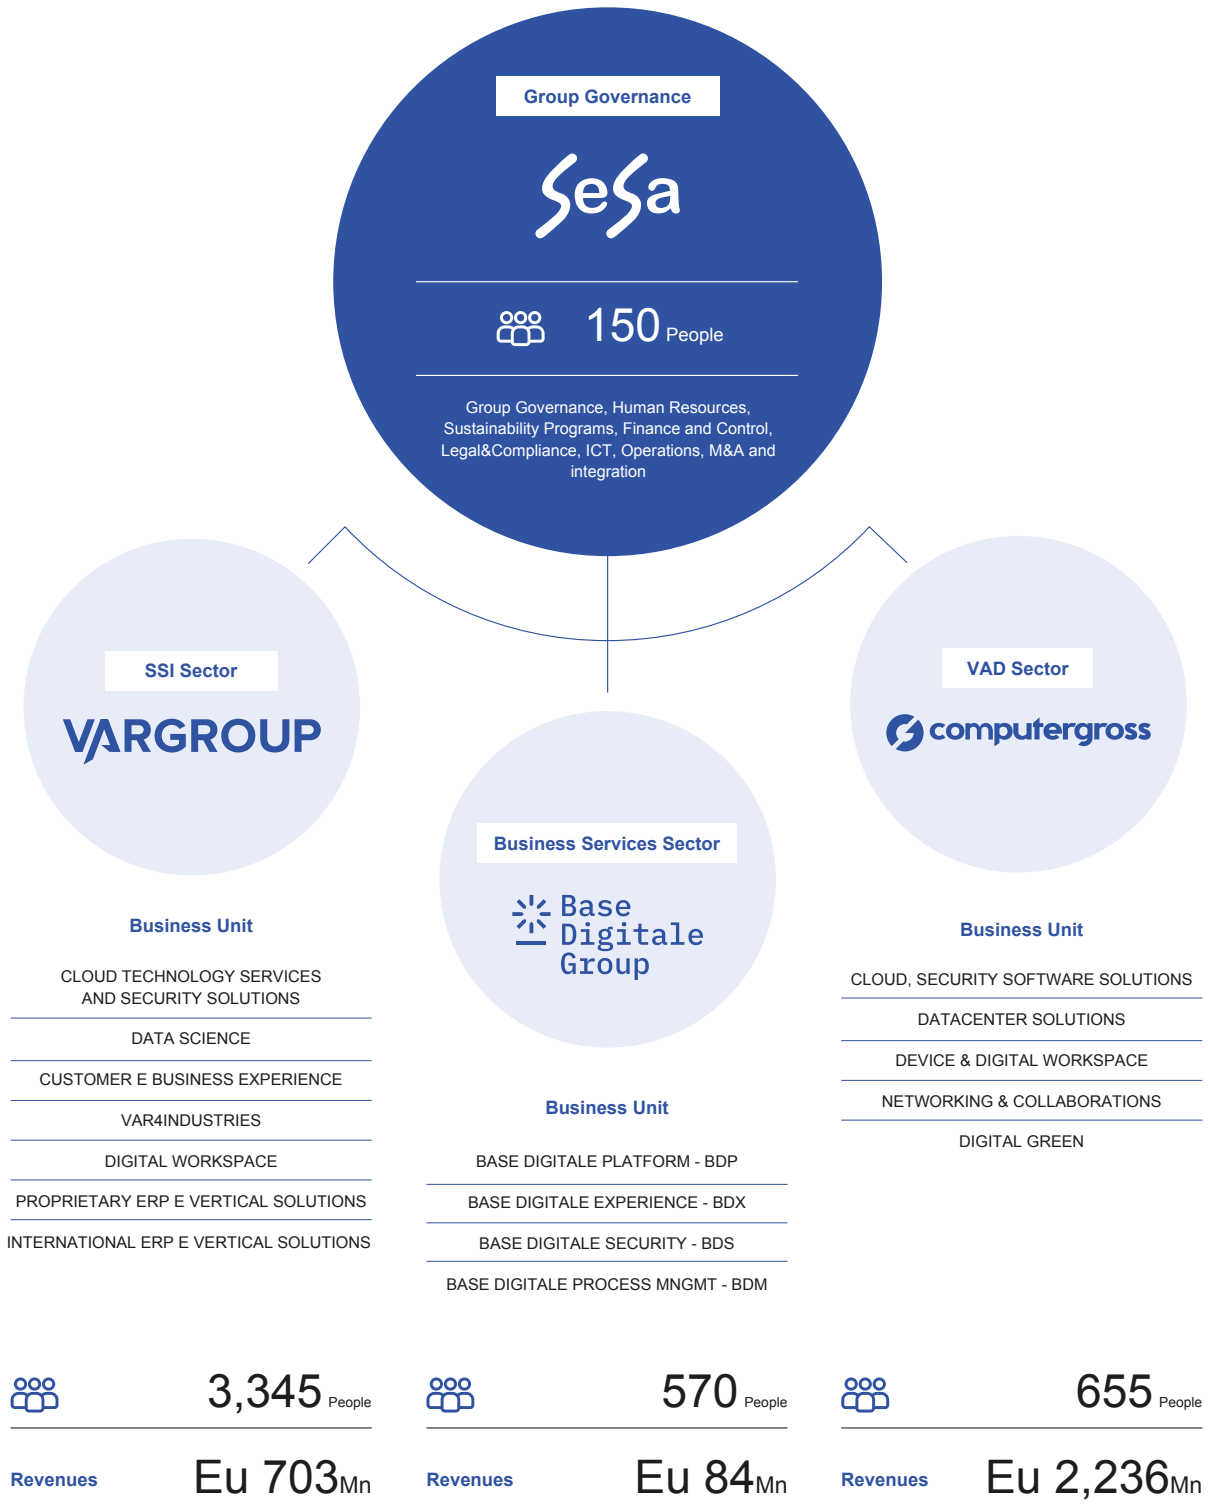 Group Governance
SeSa
150 People
Group Governance, Human Resources,
Sustainability Programs, Finance and Control,
Legal&Compliance, ICT, Operations, M&A and
integration
SSI Sector
VARGROUP
Business Unit
CLOUD TECHNOLOGY SERVICES
AND SECURITY SOLUTIONS
DATA SCIENCE
CUSTOMER E BUSINESS EXPERIENCE
VAR4INDUSTRIES
DIGITAL WORKSPACE
PROPRIETARY ERP E VERTICAL SOLUTIONS
INTERNATIONAL ERP E VERTICAL SOLUTIONS
3,345 People
Revenues Eu 703Mn
Business Services Sector
Base
Digitale
Group
Business Unit
BASE DIGITALE PLATFORM - BDP
BASE DIGITALE EXPERIENCE - BDX
BASE DIGITALE SECURITY - BDS
BASE DIGITALE PROCESS MNGMT - BDM
570 People
Revenues Eu 84Mn
VAD Sector
computergross
Business Unit
CLOUD, SECURITY SOFTWARE SOLUTIONS
DATACENTER SOLUTIONS
DEVICE & DIGITAL WORKSPACE
NETWORKING & COLLABORATIONS
DIGITAL GREEN
655 People
Revenues Eu 2,236Mn